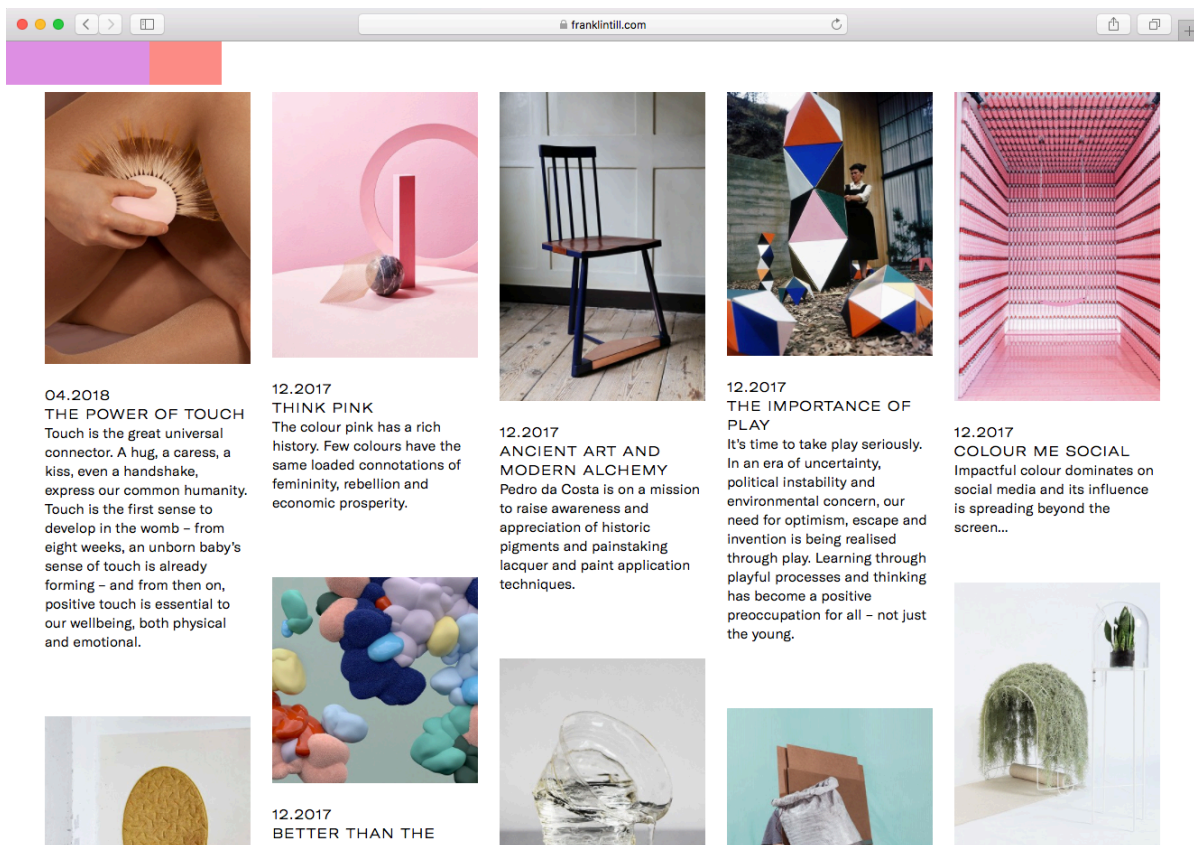 franklintill.com
04.2018
THE POWER OF TOUCH
Touch is the great universal
connector. A hug, a caress, a
kiss, even a handshake,
express our common humanity.
Touch is the first sense to
develop in the womb – from
eight weeks, an unborn baby's
sense of touch is already
forming – and from then on,
positive touch is essential to
our wellbeing, both physical
and emotional.
12.2017
THINK PINK
The colour pink has a rich
history. Few colours have the
same loaded connotations of
femininity, rebellion and
economic prosperity.
12.2017
BETTER THAN THE
12.2017
ANCIENT ART AND
MODERN ALCHEMY
Pedro da Costa is on a mission
to raise awareness and
appreciation of historic
pigments and painstaking
lacquer and paint application
techniques.
12.2017
THE IMPORTANCE OF
PLAY
It's time to take play seriously.
In an era of uncertainty,
political instability and
environmental concern, our
need for optimism, escape and
invention is being realised
through play. Learning through
playful processes and thinking
has become a positive
preoccupation for all – not just
the young.
12.2017
COLOUR ME SOCIAL
Impactful colour dominates on
social media and its influence
is spreading beyond the
screen...